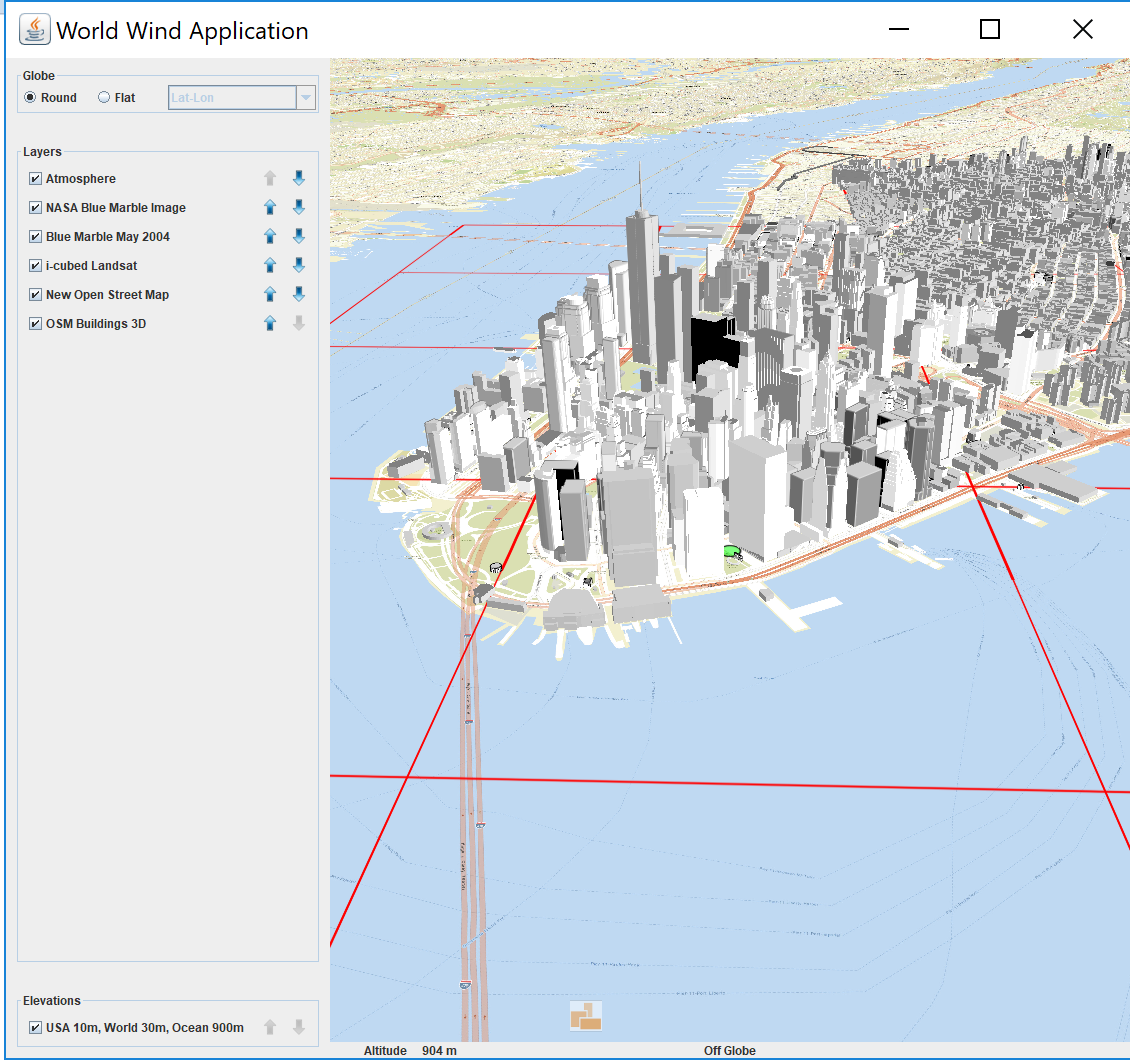 World Wind Application
Globe
Round Flat Lat-Lon
Layers
Atmosphere
NASA Blue Marble Image
Blue Marble May 2004
i-cubed Landsat
New Open Street Map
OSM Buildings 3D
Elevations
USA 10m, World 30m, Ocean 900m
Altitude 904 m Off Globe